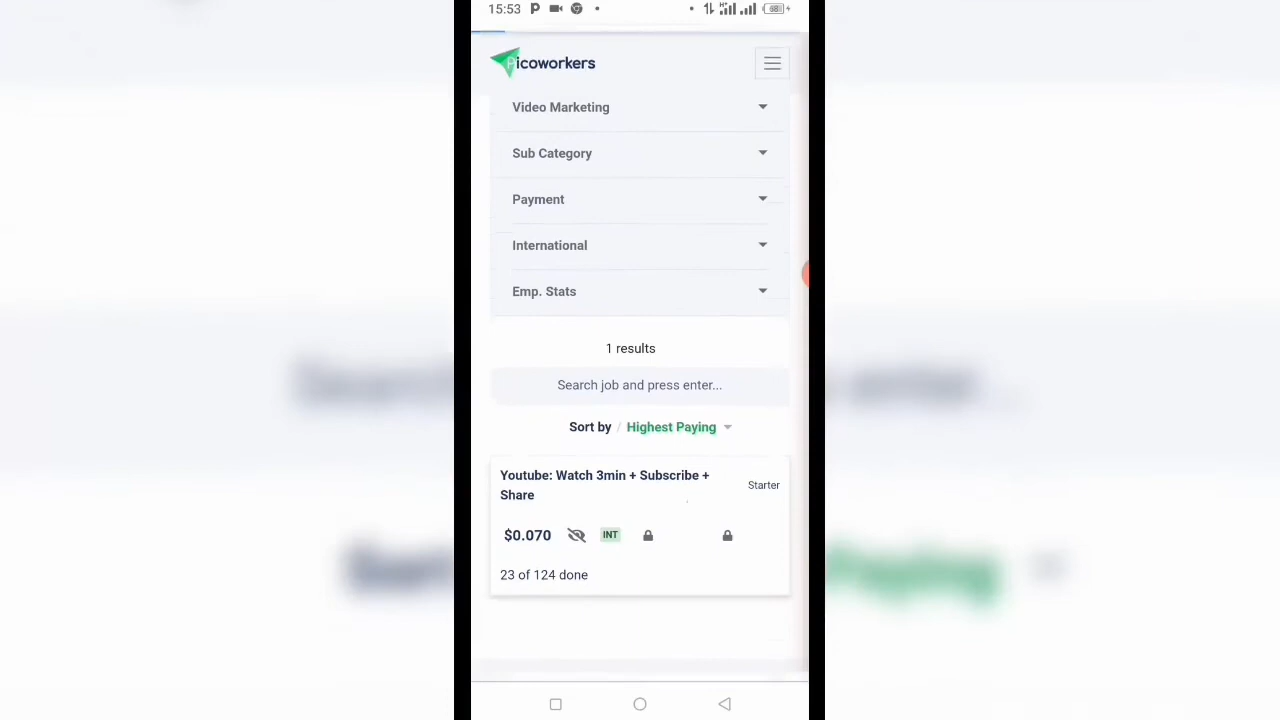 15:53
68
Picoworkers
Video Marketing
Sub Category
Payment
International
Emp. Stats
1 results
Search job and press enter...
Sort by / Highest Paying
Youtube: Watch 3min + Subscribe +
Share
Starter
$0.070 INT
23 of 124 done